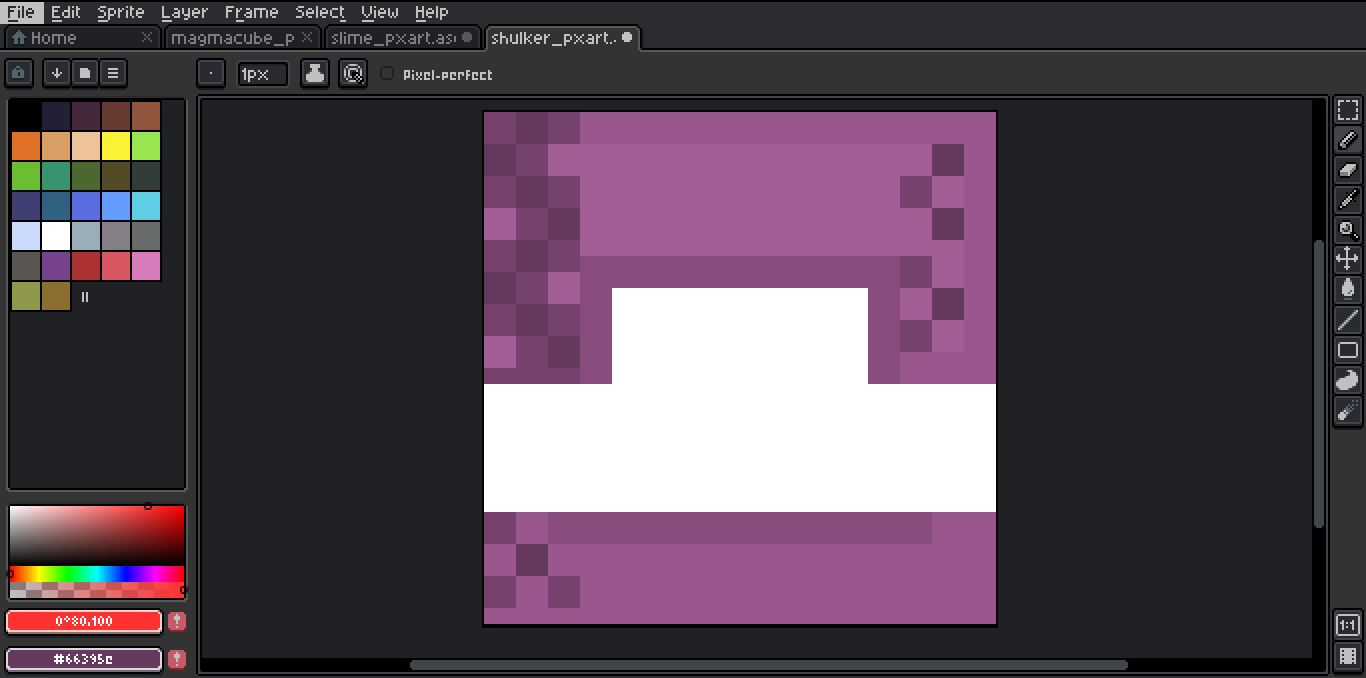 File Edit Sprite Layer Frame Select View Help
Home magmacube_p slime_pxart.as shulker_pxart.
1px Pixel-perfect
0°80,100
#66395c
1:1